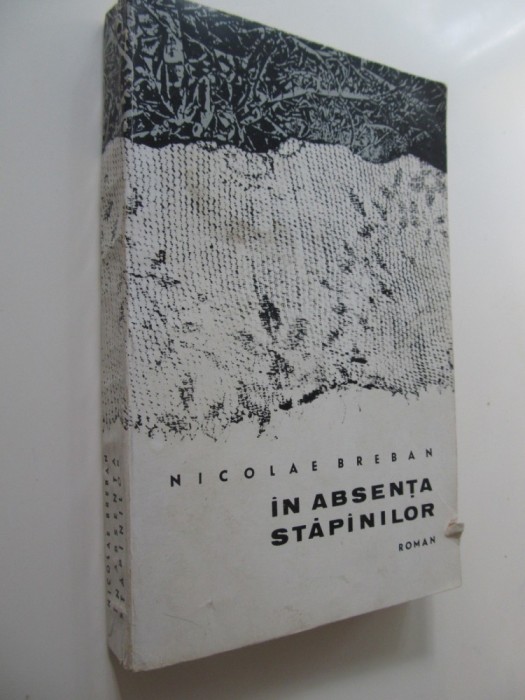 NICOLAE BREBAN
ÎN ABSENȚA
STĂPÎNILOR
ROMAN